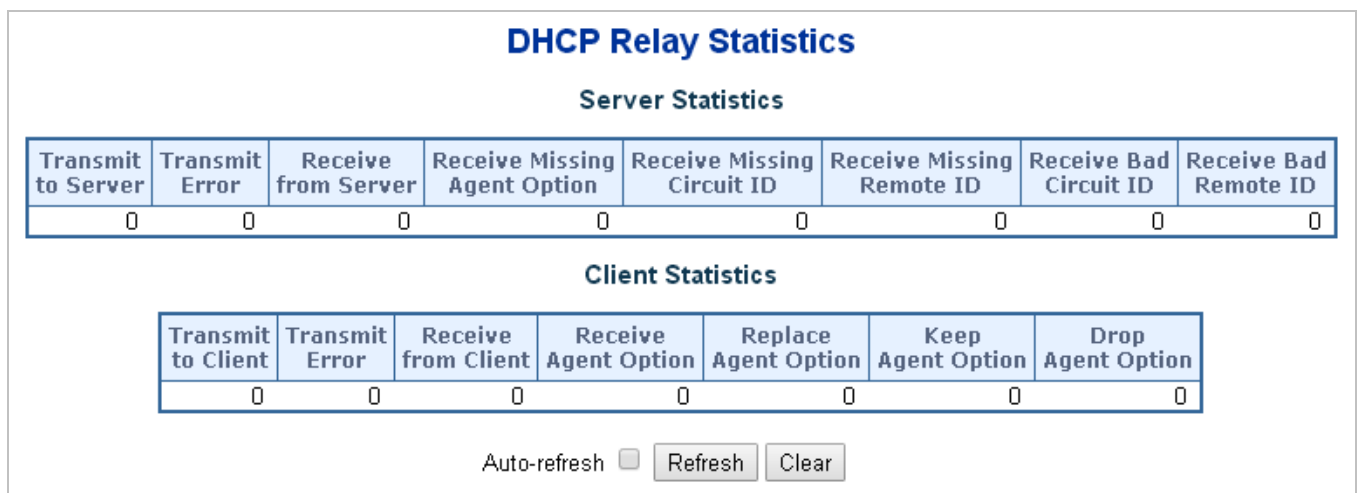 DHCP Relay Statistics
Server Statistics
Transmit Transmit Receive Receive Missing Receive Missing Receive Missing Receive Bad Receive Bad
to Server Error from Server Agent Option Circuit ID Remote ID Circuit ID Remote ID
0 0 0 0 0 0 0 0
Client Statistics
Transmit Transmit Receive Receive Replace Keep Drop
to Client Error from Client Agent Option Agent Option Agent Option Agent Option
0 0 0 0 0 0 0
Auto-refresh Refresh Clear